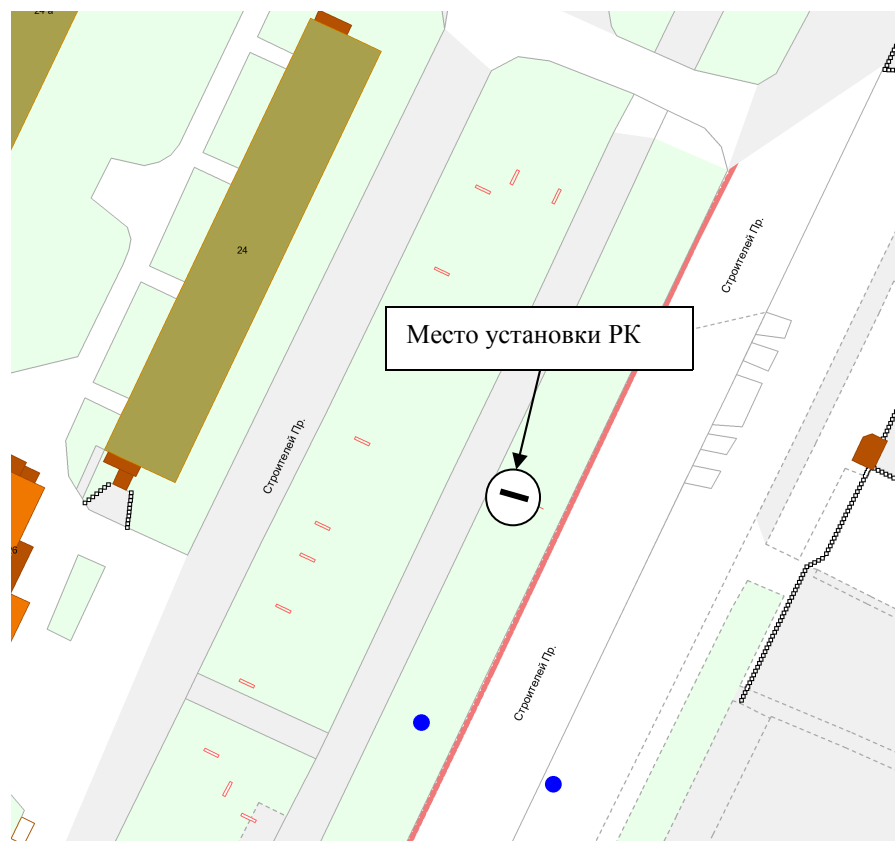 24 а
24
Строителей Пр.
Место установки РК
Строителей Пр.
Строителей Пр.